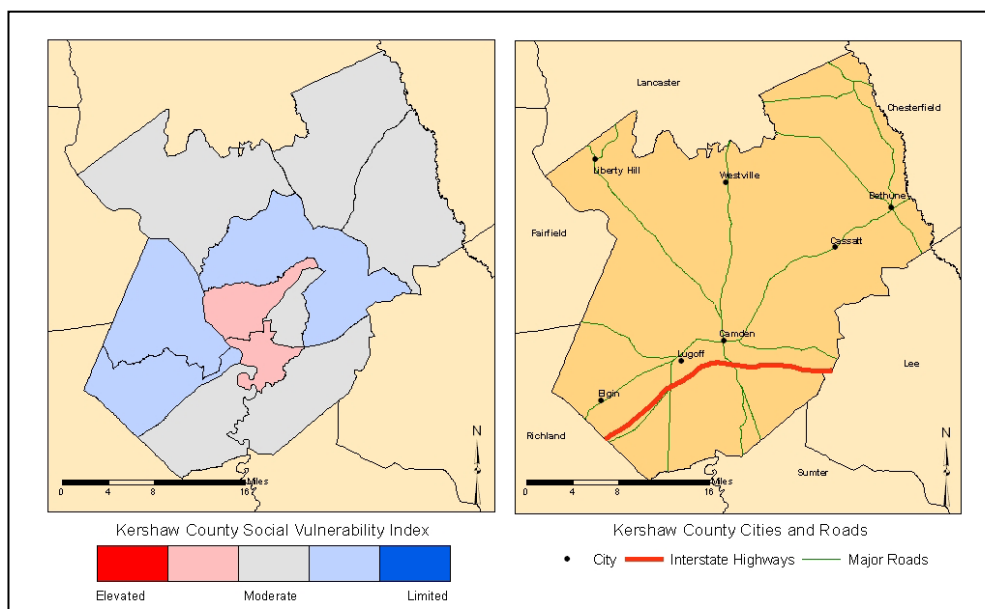 N
0 4 8 12 16
Miles
Kershaw County Social Vulnerability Index
Elevated Moderate Limited
Lancaster
Chesterfield
Liberty Hill
Westville
Bethune
Fairfield
Cassatt
Camden
Lugoff
Lee
Elgin
Richland
Sumter
N
0 4 8 12 16
Miles
Kershaw County Cities and Roads
City Interstate Highways Major Roads